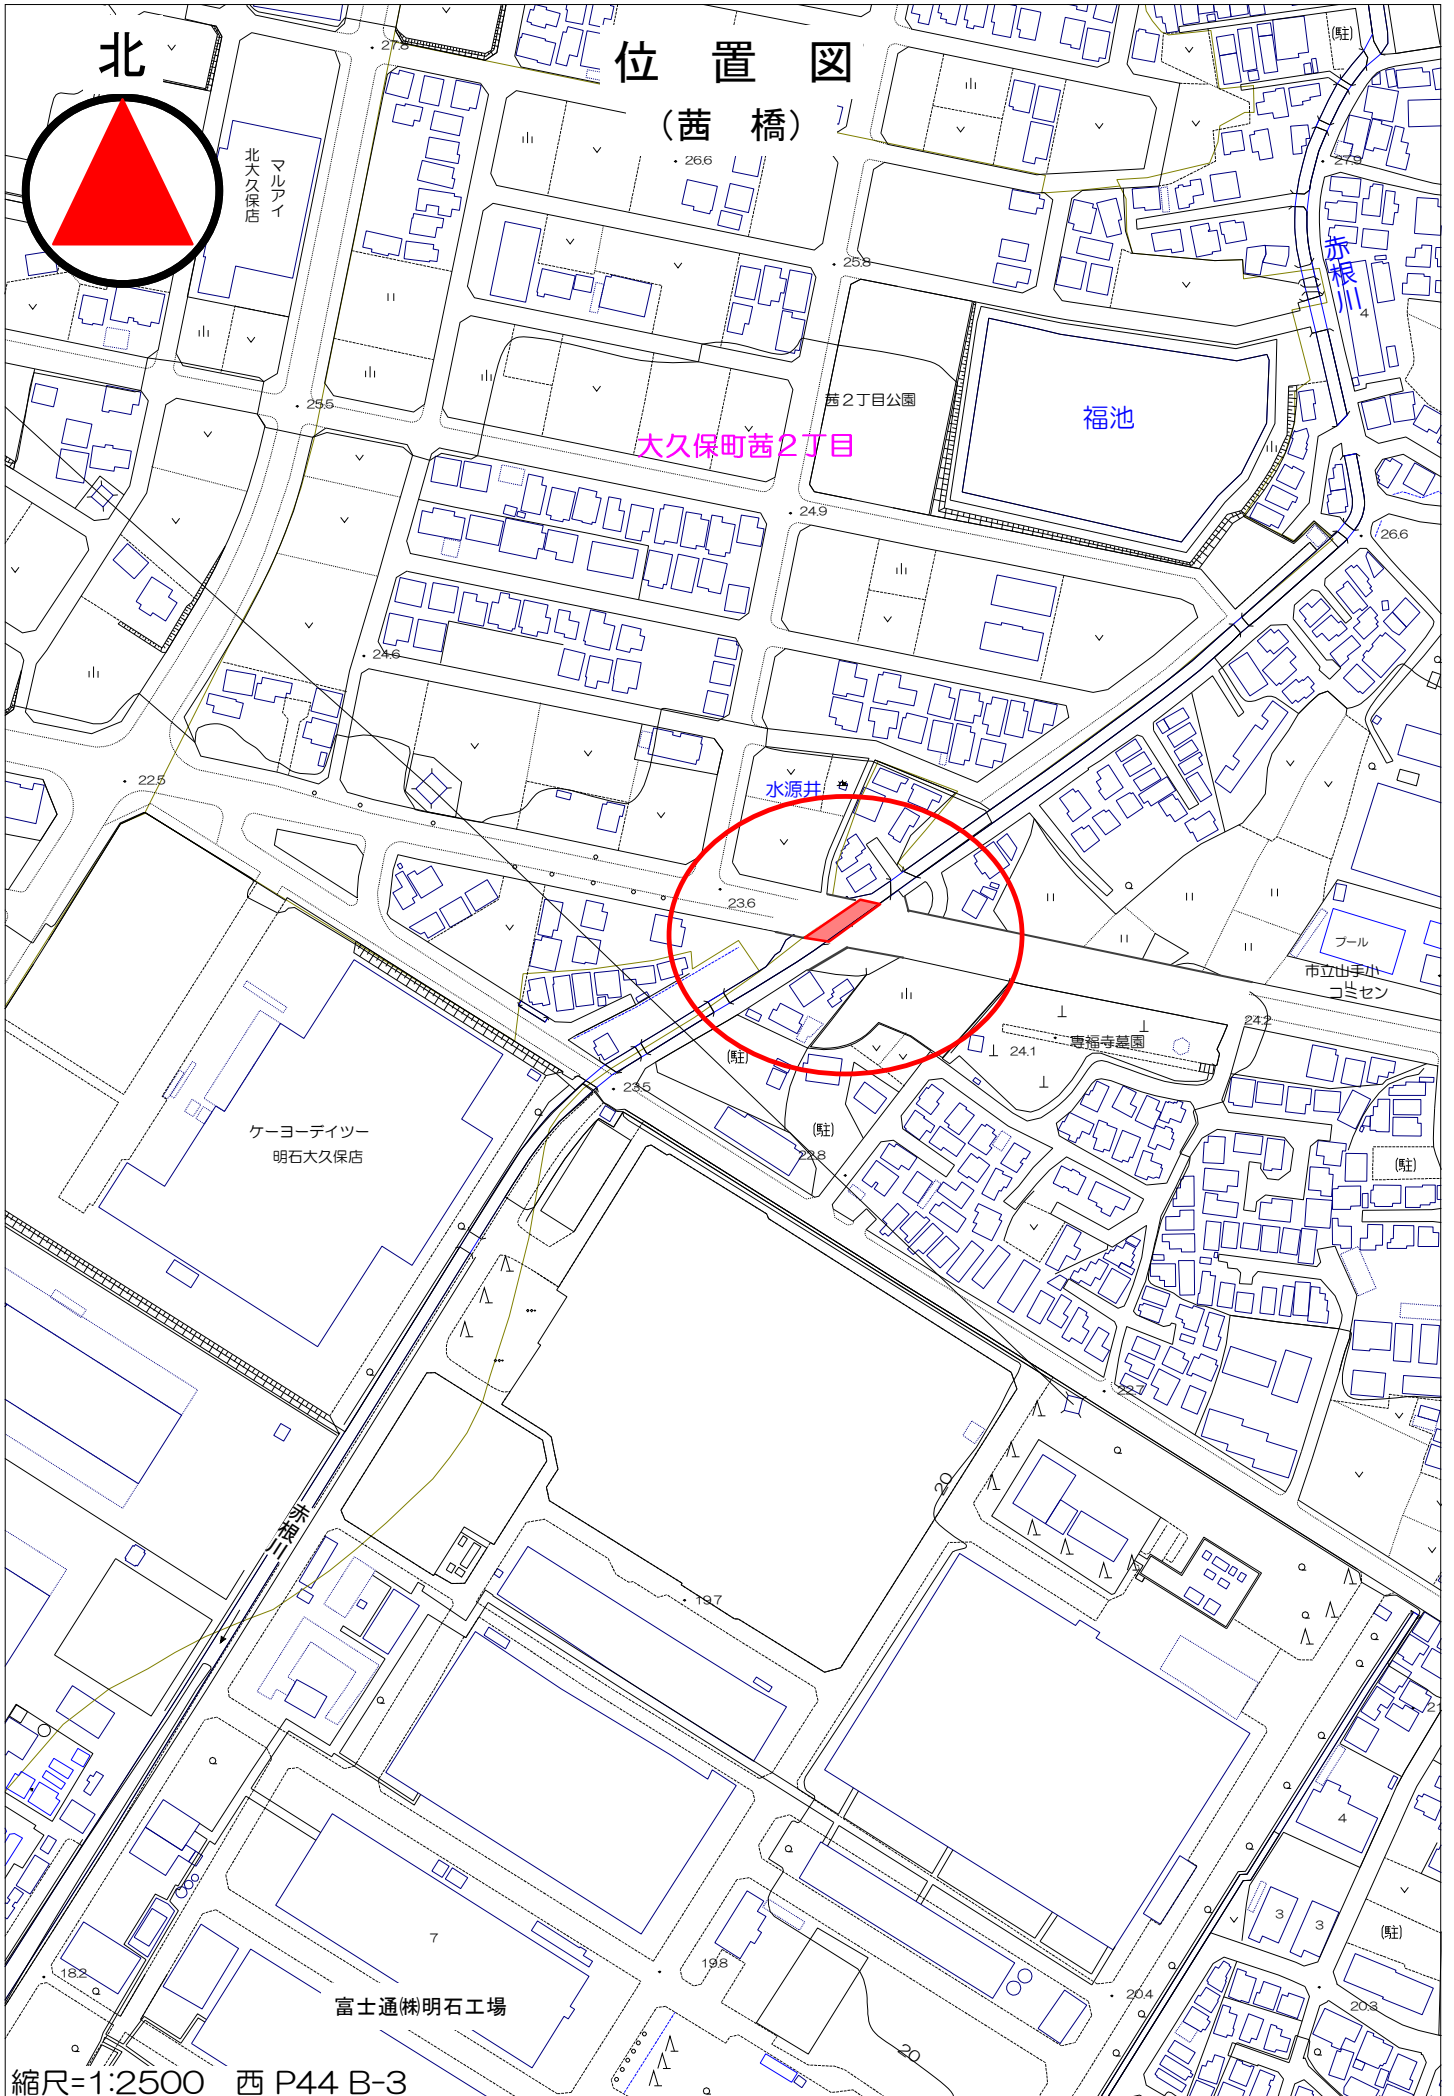 北
位 置 図
（茜 橋）
(駐)
27.8
マルアイ
北大久保店
26.6
27.9
25.8
赤根川
4
25.5
茜２丁目公園
福池
大久保町茜２丁目
24.9
26.6
24.6
22.5
水源井
23.6
プール
市立山手小
コミセン
24.2
専福寺墓園
24.1
(駐)
23.5
ケーヨーデイツー
明石大久保店
(駐)
22.8
(駐)
22.7
20
赤根川
19.7
21
4
7
3
3
(駐)
18.2
19.8
20.4
20.3
富士通㈱明石工場
20
縮尺=1:2500 西 P44 B-3